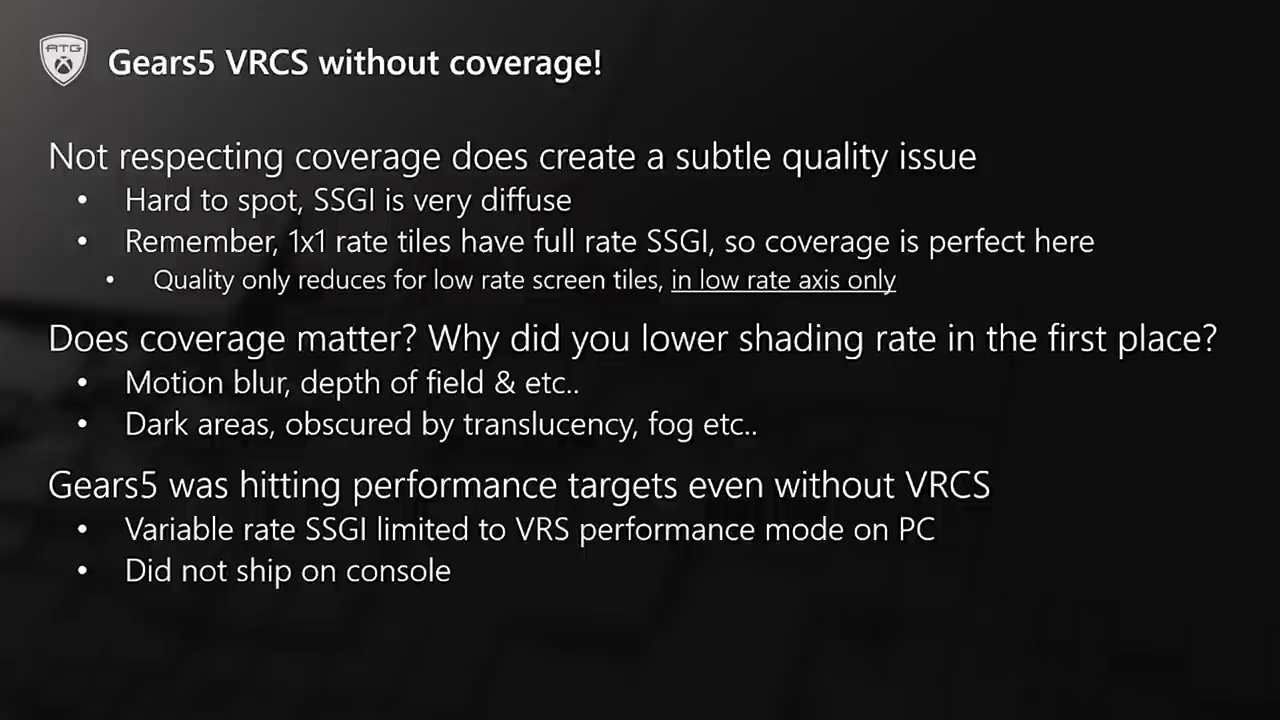 ATG
Gears5 VRCS without coverage!
Not respecting coverage does create a subtle quality issue
• Hard to spot, SSGI is very diffuse
• Remember, 1x1 rate tiles have full rate SSGI, so coverage is perfect here
• Quality only reduces for low rate screen tiles, in low rate axis only
Does coverage matter? Why did you lower shading rate in the first place?
• Motion blur, depth of field & etc..
• Dark areas, obscured by translucency, fog etc..
Gears5 was hitting performance targets even without VRCS
• Variable rate SSGI limited to VRS performance mode on PC
• Did not ship on console